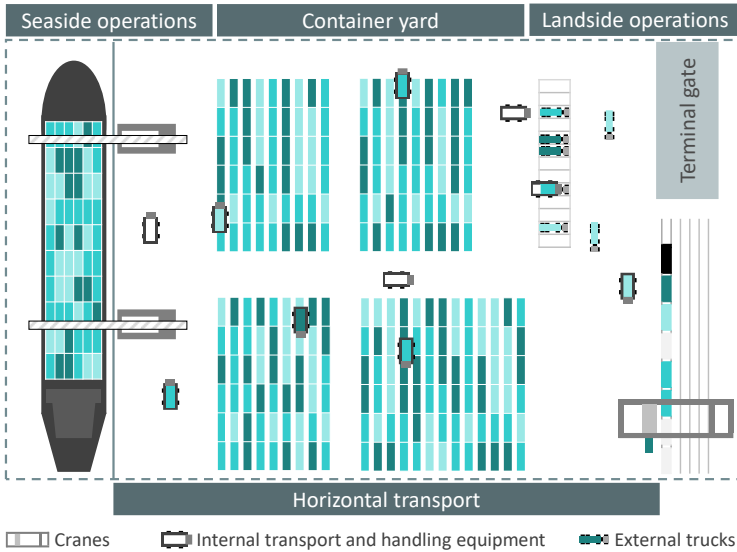 Seaside operations
Container yard
Landside operations
Terminal gate
Horizontal transport
Cranes
Internal transport and handling equipment
External trucks